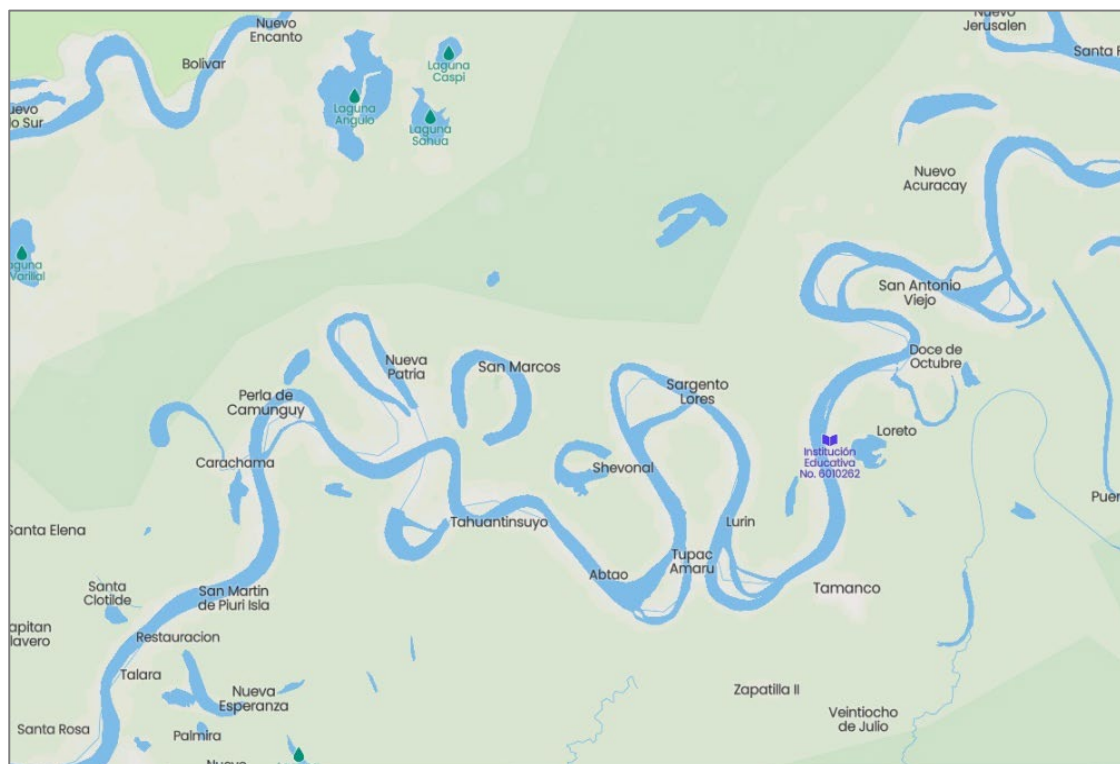 Nuevo
Encanto
Nuevo
Jerusalen
Bolivar
Laguna
Caspi
Santa
Laguna
Angulo
Laguna
Sahua
Sur
Nuevo
Acuracay
San Antonio
Viejo
Nueva
Patria
San Marcos
Doce de
Octubre
Sargento
Lores
Perla de
Camunguy
Loreto
Carachama
Institución
Educativa
No. 6010262
Shevonal
Santa Elena
Tahuantinsuyo
Lurin
Abtao
Tupac
Amaru
Tamanco
Santa
Clotilde
San Martin
de Piuri Isla
Restauracion
Talara
Nueva
Esperanza
Zapatilla II
Veintiocho
de Julio
Santa Rosa
Palmira